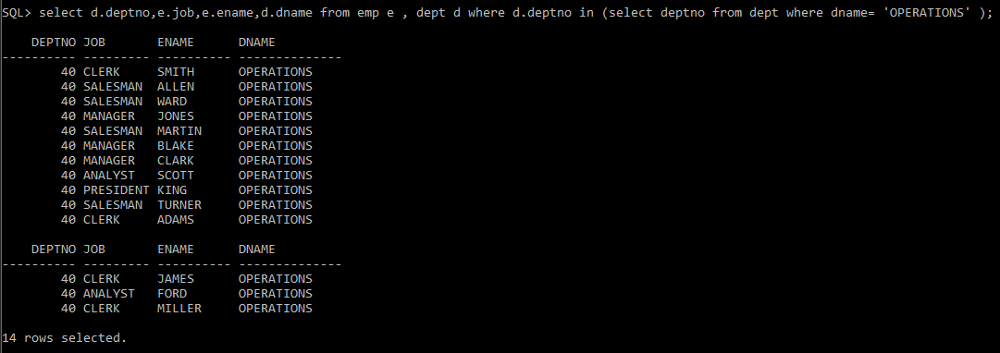 SQL> select d.deptno,e.job,e.ename,d.dname from emp e , dept d where d.deptno in (select deptno from dept where dname= 'OPERATIONS' );
DEPTNO JOB       ENAME      DNAME
---------- --------- ---------- --------------
40 CLERK     SMITH      OPERATIONS
40 SALESMAN  ALLEN      OPERATIONS
40 SALESMAN  WARD       OPERATIONS
40 MANAGER   JONES      OPERATIONS
40 SALESMAN  MARTIN     OPERATIONS
40 MANAGER   BLAKE      OPERATIONS
40 MANAGER   CLARK      OPERATIONS
40 ANALYST   SCOTT      OPERATIONS
40 PRESIDENT KING       OPERATIONS
40 SALESMAN  TURNER     OPERATIONS
40 CLERK     ADAMS      OPERATIONS
DEPTNO JOB       ENAME      DNAME
---------- --------- ---------- --------------
40 CLERK     JAMES      OPERATIONS
40 ANALYST   FORD       OPERATIONS
40 CLERK     MILLER     OPERATIONS
14 rows selected.